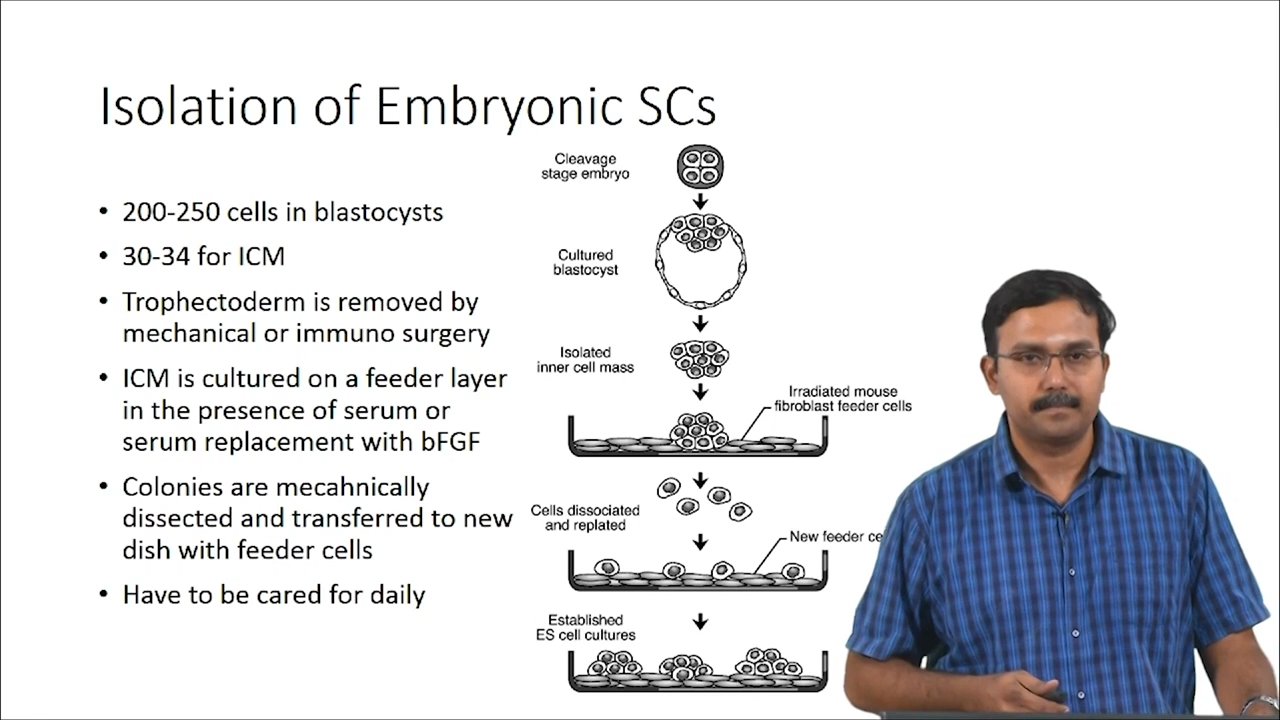 Isolation of Embryonic SCs
• 200-250 cells in blastocysts
• 30-34 for ICM
• Trophectoderm is removed by
mechanical or immuno surgery
• ICM is cultured on a feeder layer
in the presence of serum or
serum replacement with bFGF
• Colonies are mecahnically
dissected and transferred to new
dish with feeder cells
• Have to be cared for daily
Cleavage
stage embryo
Cultured
blastocyst
Isolated
inner cell mass
Irradiated mouse
fibroblast feeder cells
Cells dissociated
and replated
New feeder ce
Established
ES cell cultures